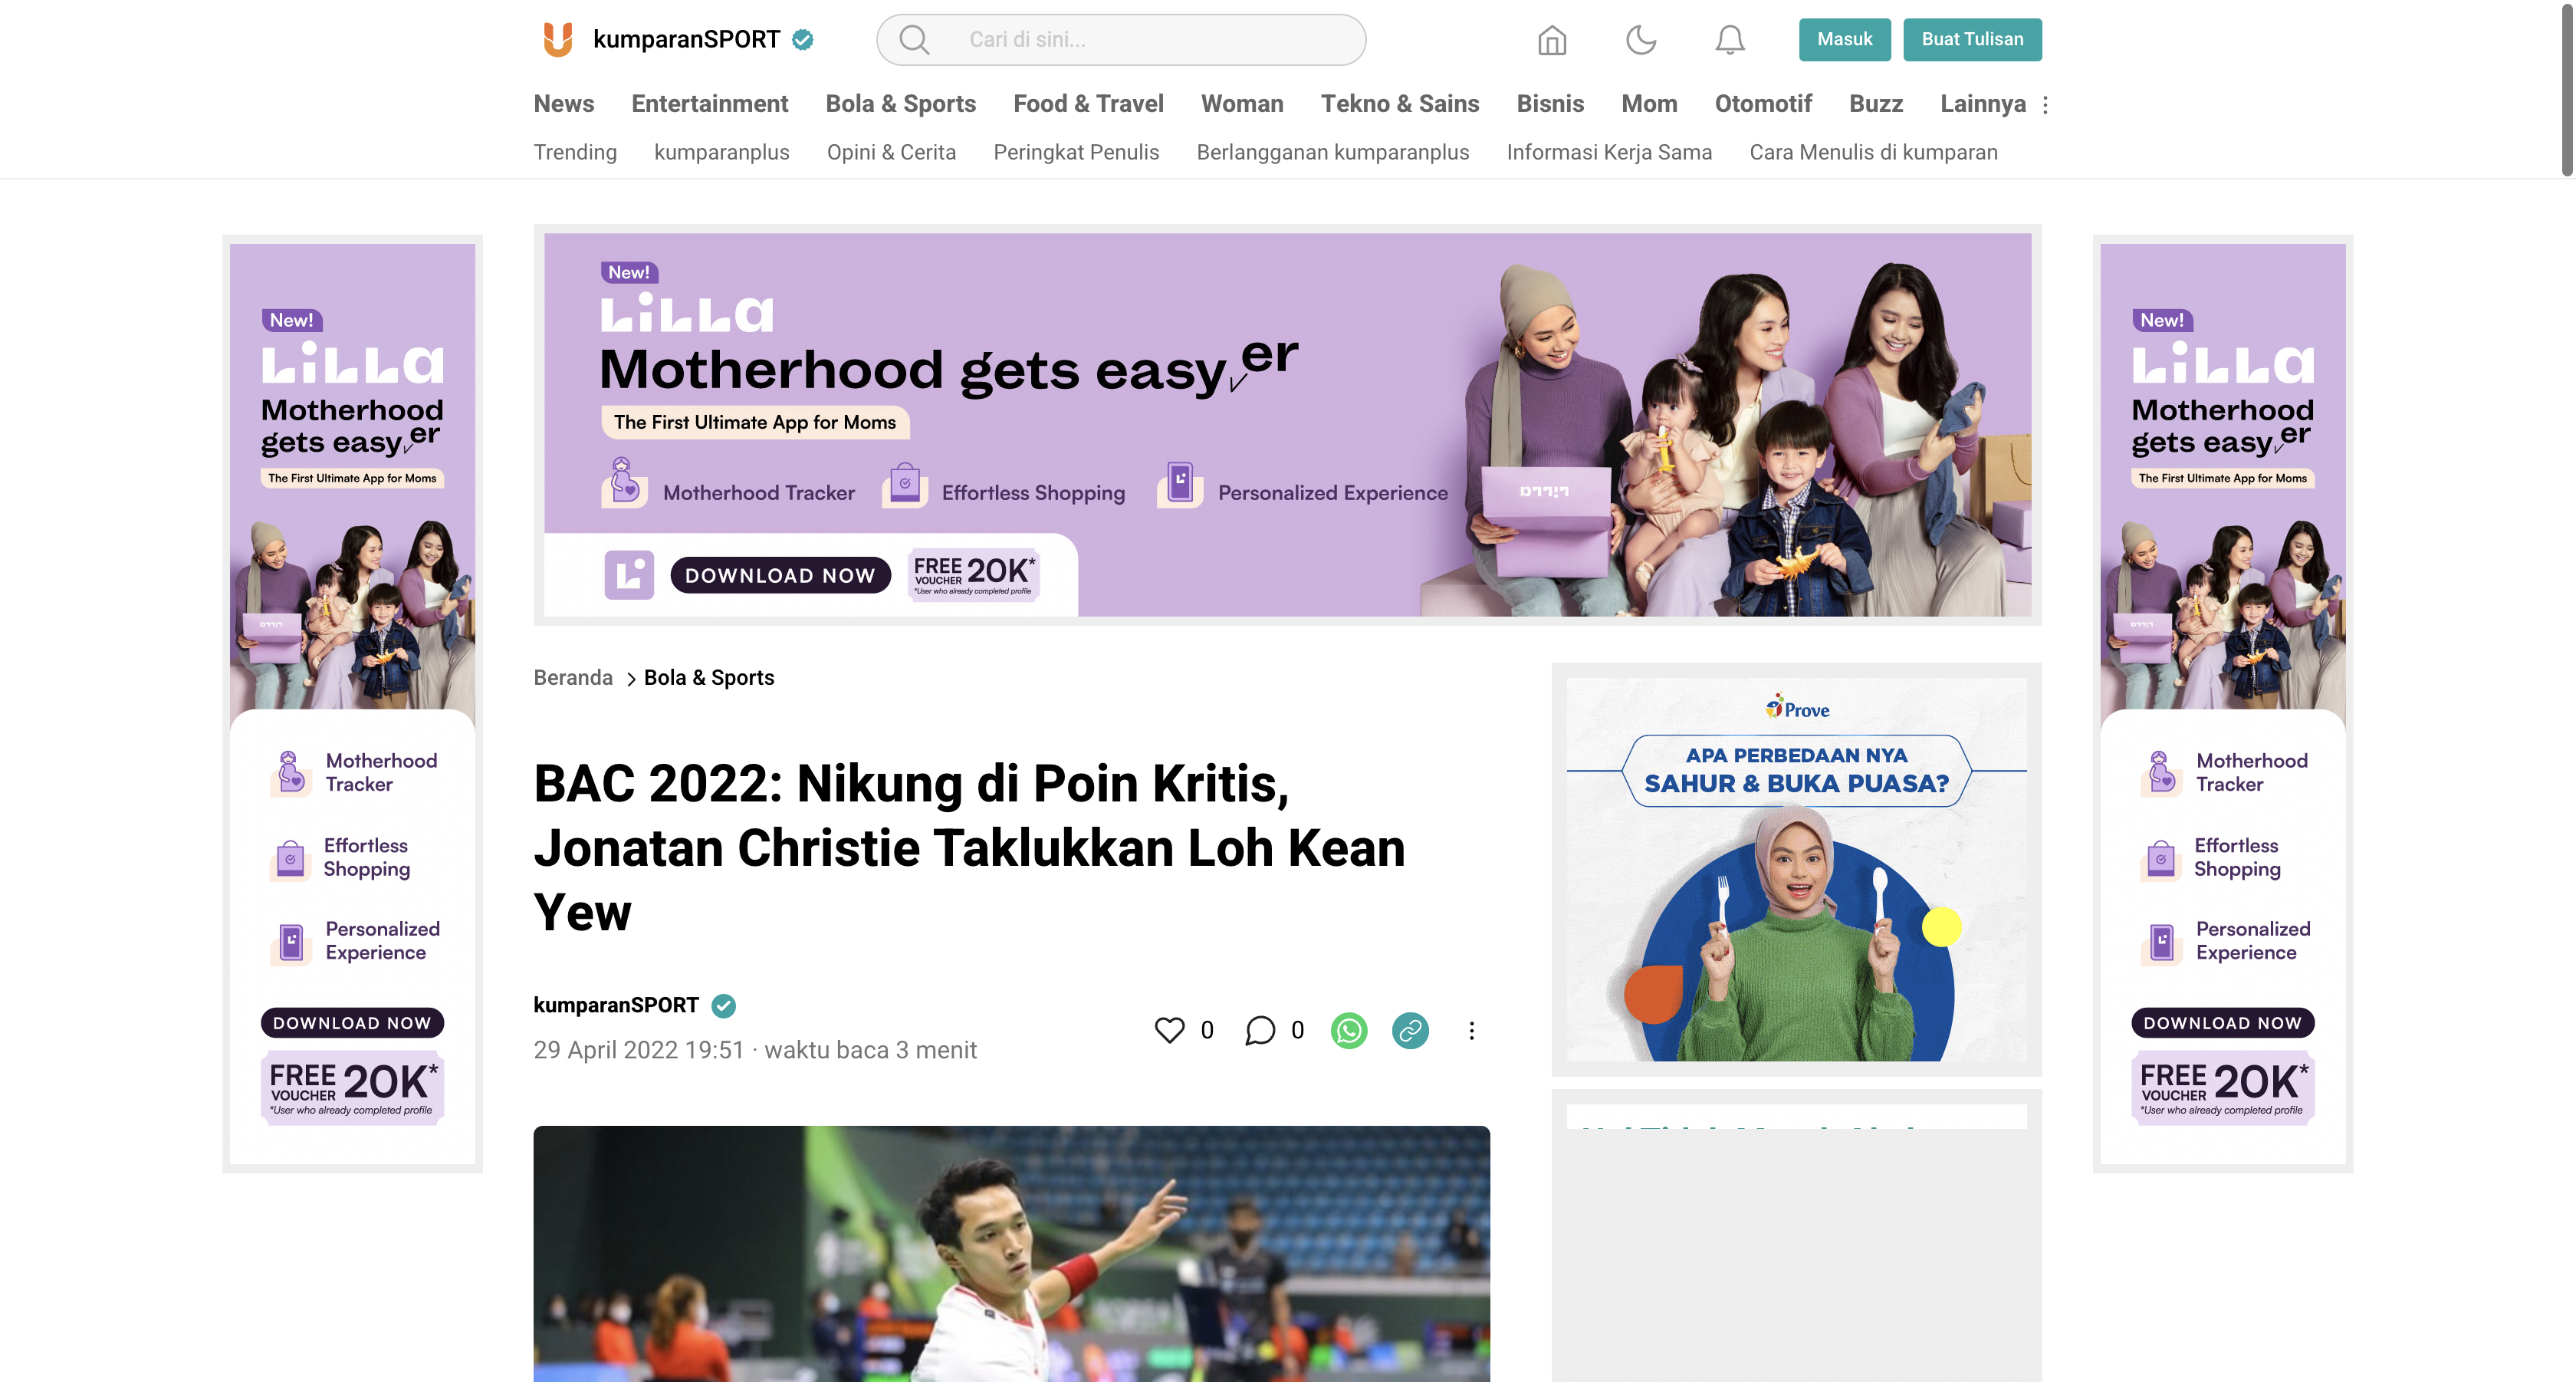 kumparanSPORT
Cari di sini...
Masuk
Buat Tulisan
News
Entertainment
Bola & Sports
Food & Travel
Woman
Tekno & Sains
Bisnis
Mom
Otomotif
Buzz
Lainnya
Trending
kumparanplus
Opini & Cerita
Peringkat Penulis
Berlangganan kumparanplus
Informasi Kerja Sama
Cara Menulis di kumparan
New!
LiLLa
Motherhood
gets easy er
The First Ultimate App for Moms
Motherhood
Tracker
Effortless
Shopping
Personalized
Experience
DOWNLOAD NOW
FREE
VOUCHER 20K*
*User who already completed profile
New!
LiLLa
Motherhood gets easy er
The First Ultimate App for Moms
Motherhood Tracker
Effortless Shopping
Personalized Experience
DOWNLOAD NOW
FREE
VOUCHER 20K*
*User who already completed profile
Beranda > Bola & Sports
BAC 2022: Nikung di Poin Kritis,
Jonatan Christie Taklukkan Loh Kean
Yew
kumparanSPORT
29 April 2022 19:51 · waktu baca 3 menit
0
0
Prove
APA PERBEDAAN NYA
SAHUR & BUKA PUASA?
New!
LiLLa
Motherhood
gets easy er
The First Ultimate App for Moms
Motherhood
Tracker
Effortless
Shopping
Personalized
Experience
DOWNLOAD NOW
FREE
VOUCHER 20K*
*User who already completed profile